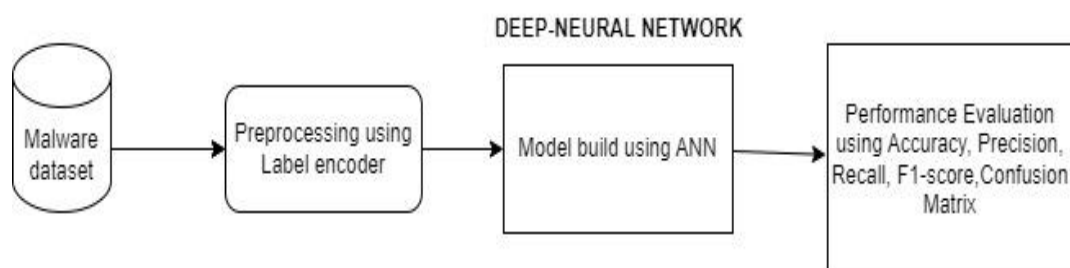 DEEP-NEURAL NETWORK
Malware
dataset
Preprocessing using
Label encoder
Model build using ANN
Performance Evaluation
using Accuracy, Precision,
Recall, F1-score,Confusion
Matrix